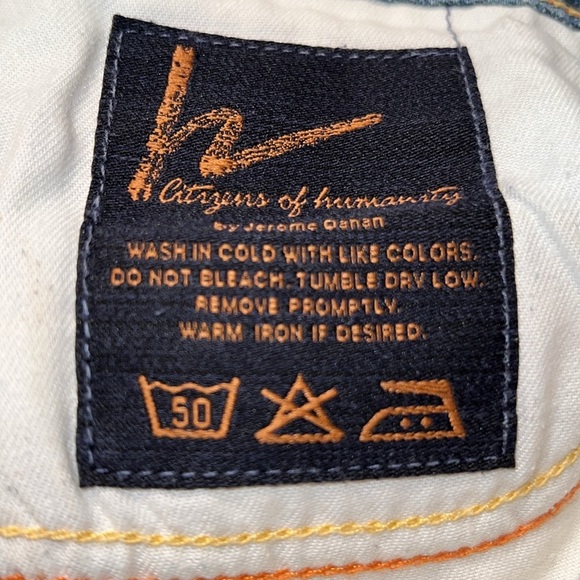 h
Citizens of humanity
by Jerome Dahan
WASH IN COLD WITH LIKE COLORS.
DO NOT BLEACH. TUMBLE DRY LOW.
REMOVE PROMPTLY.
WARM IRON IF DESIRED.
50